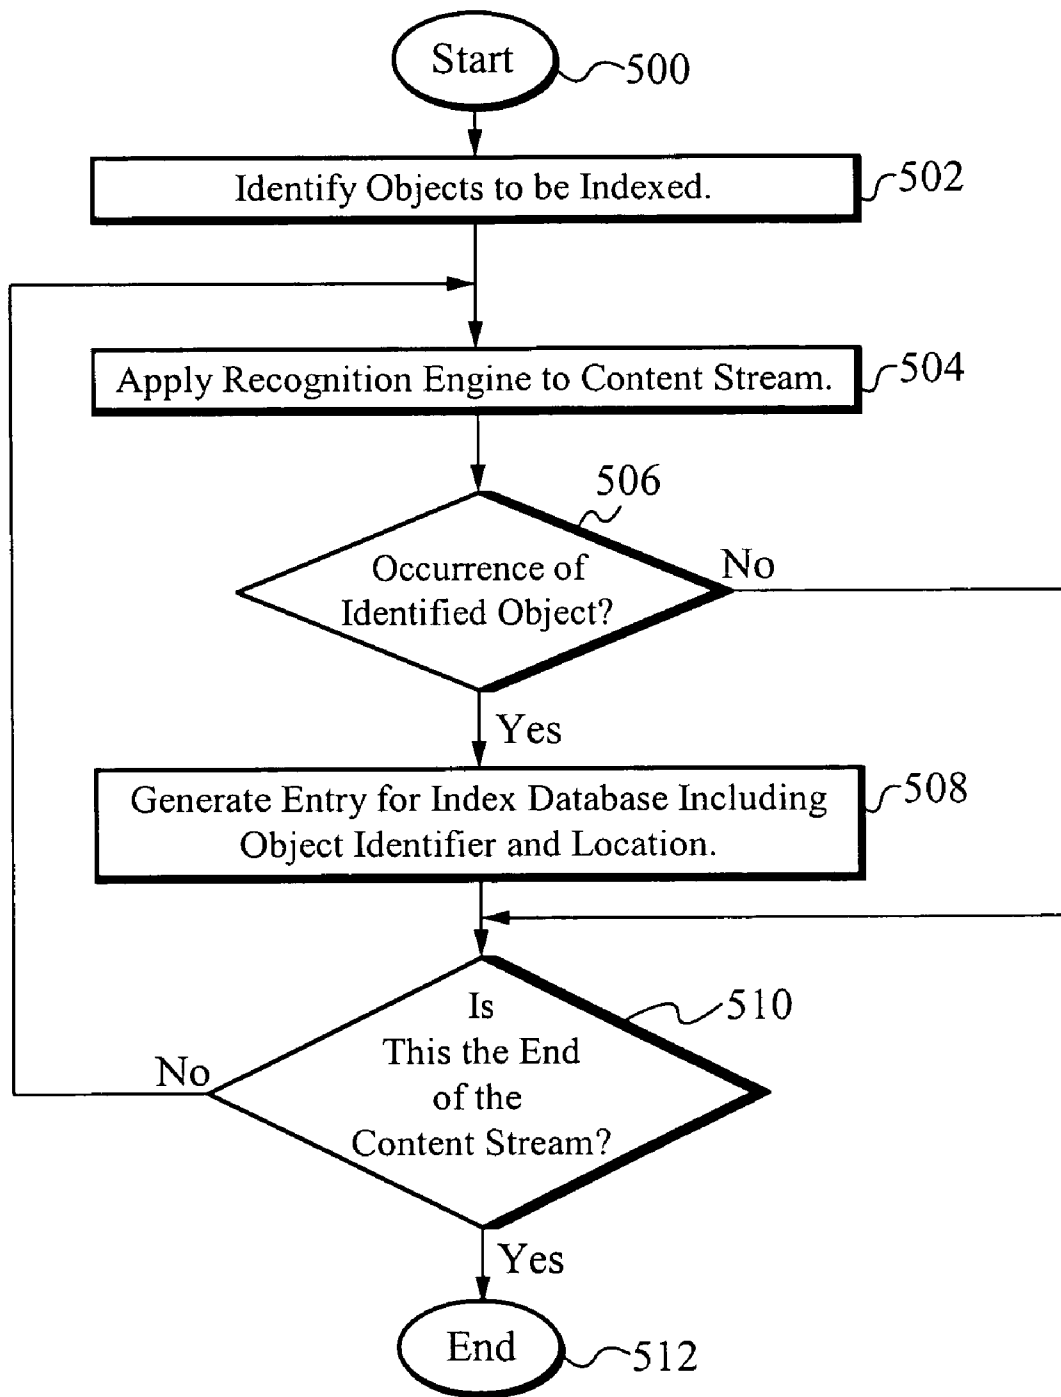 Start
500
Identify Objects to be Indexed.
502
Apply Recognition Engine to Content Stream.
504
506
Occurrence of
Identified Object?
No
Yes
Generate Entry for Index Database Including
Object Identifier and Location.
508
Is
This the End
of the
Content Stream?
510
No
Yes
End
512